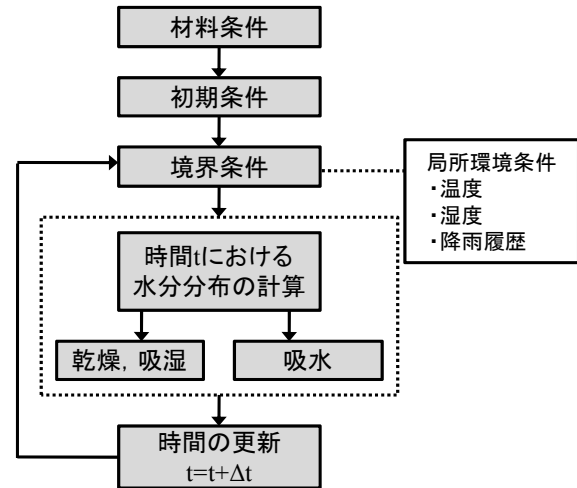 材料条件
初期条件
境界条件
局所環境条件
・温度
・湿度
・降雨履歴
時間tにおける
水分分布の計算
乾燥, 吸湿
吸水
時間の更新
t=t+Δt